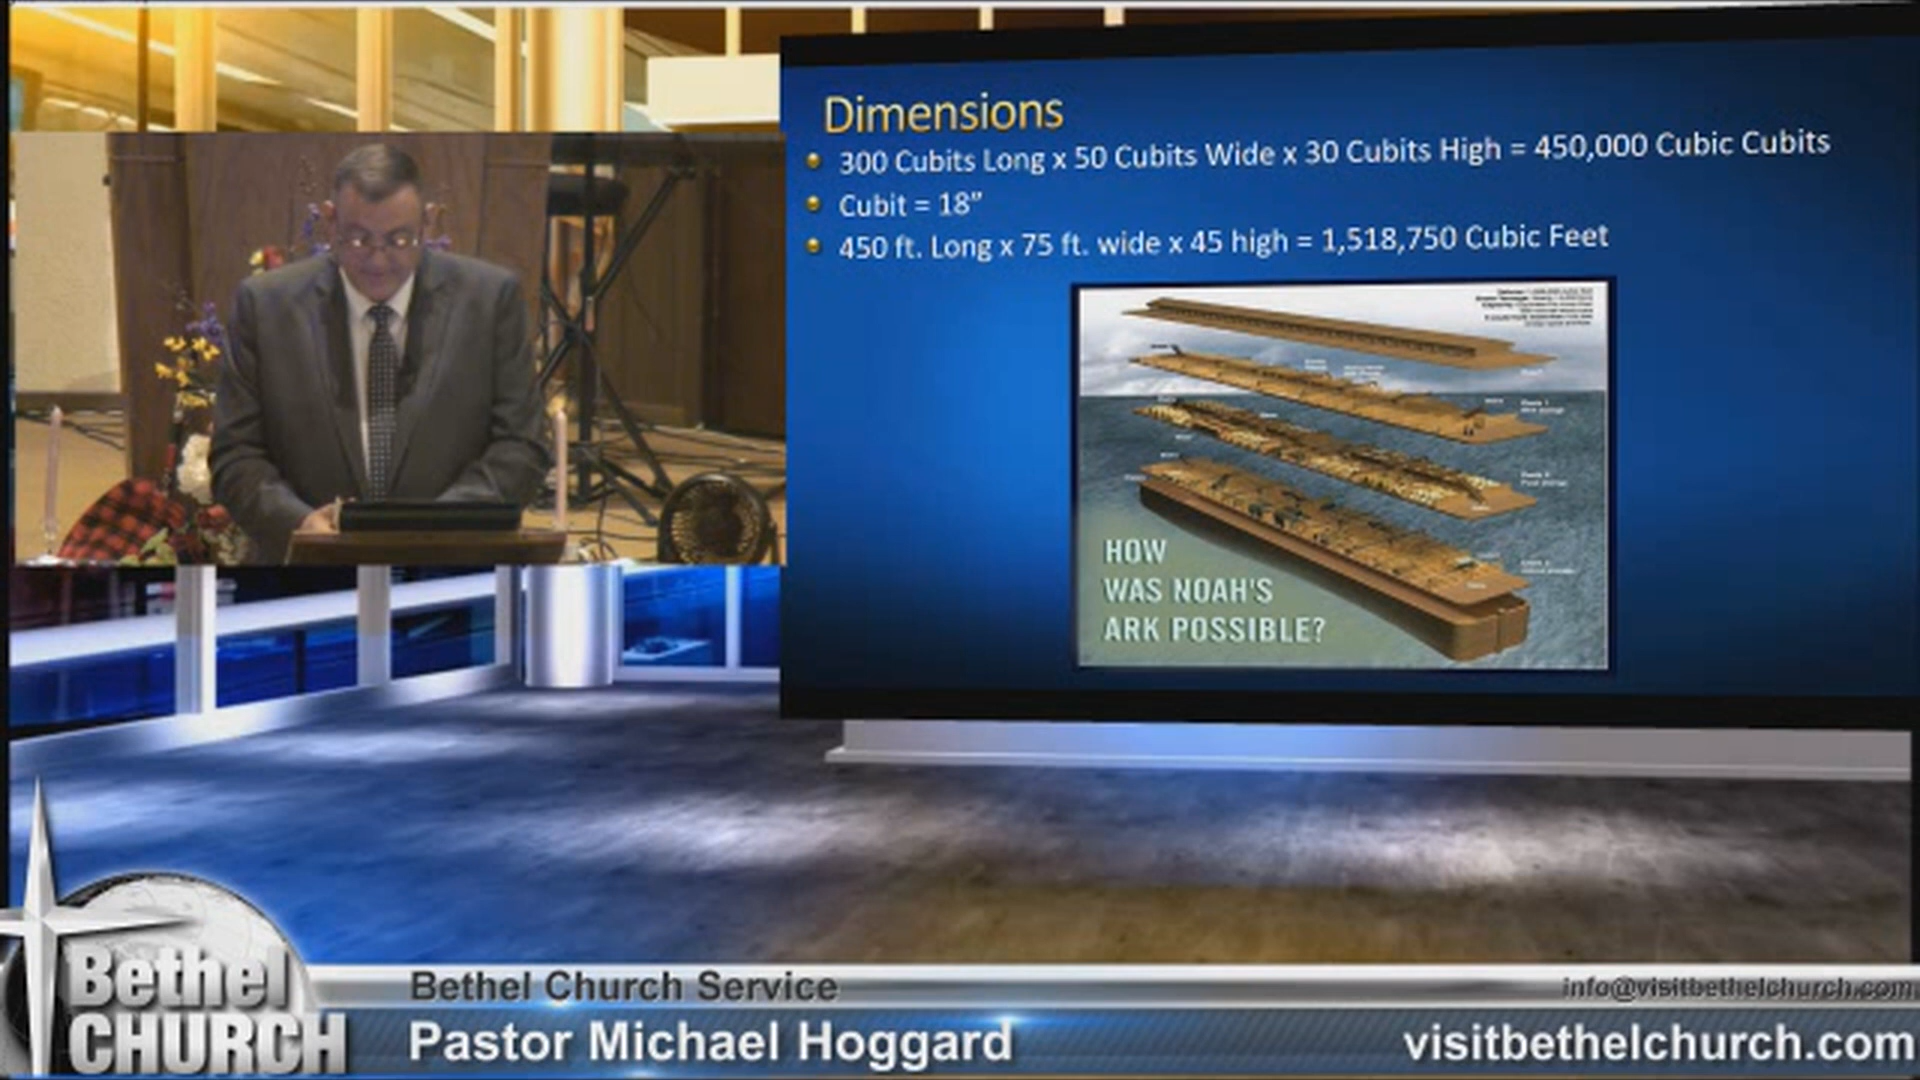 Dimensions
300 Cubits Long x 50 Cubits Wide x 30 Cubits High = 450,000 Cubic Cubits
Cubit = 18”
450 ft. Long x 75 ft. wide x 45 high = 1,518,750 Cubic Feet
HOW
WAS NOAH'S
ARK POSSIBLE?
Bethel
CHURCH
Bethel Church Service
info@visitbethelchurch.com
Pastor Michael Hoggard
visitbethelchurch.com